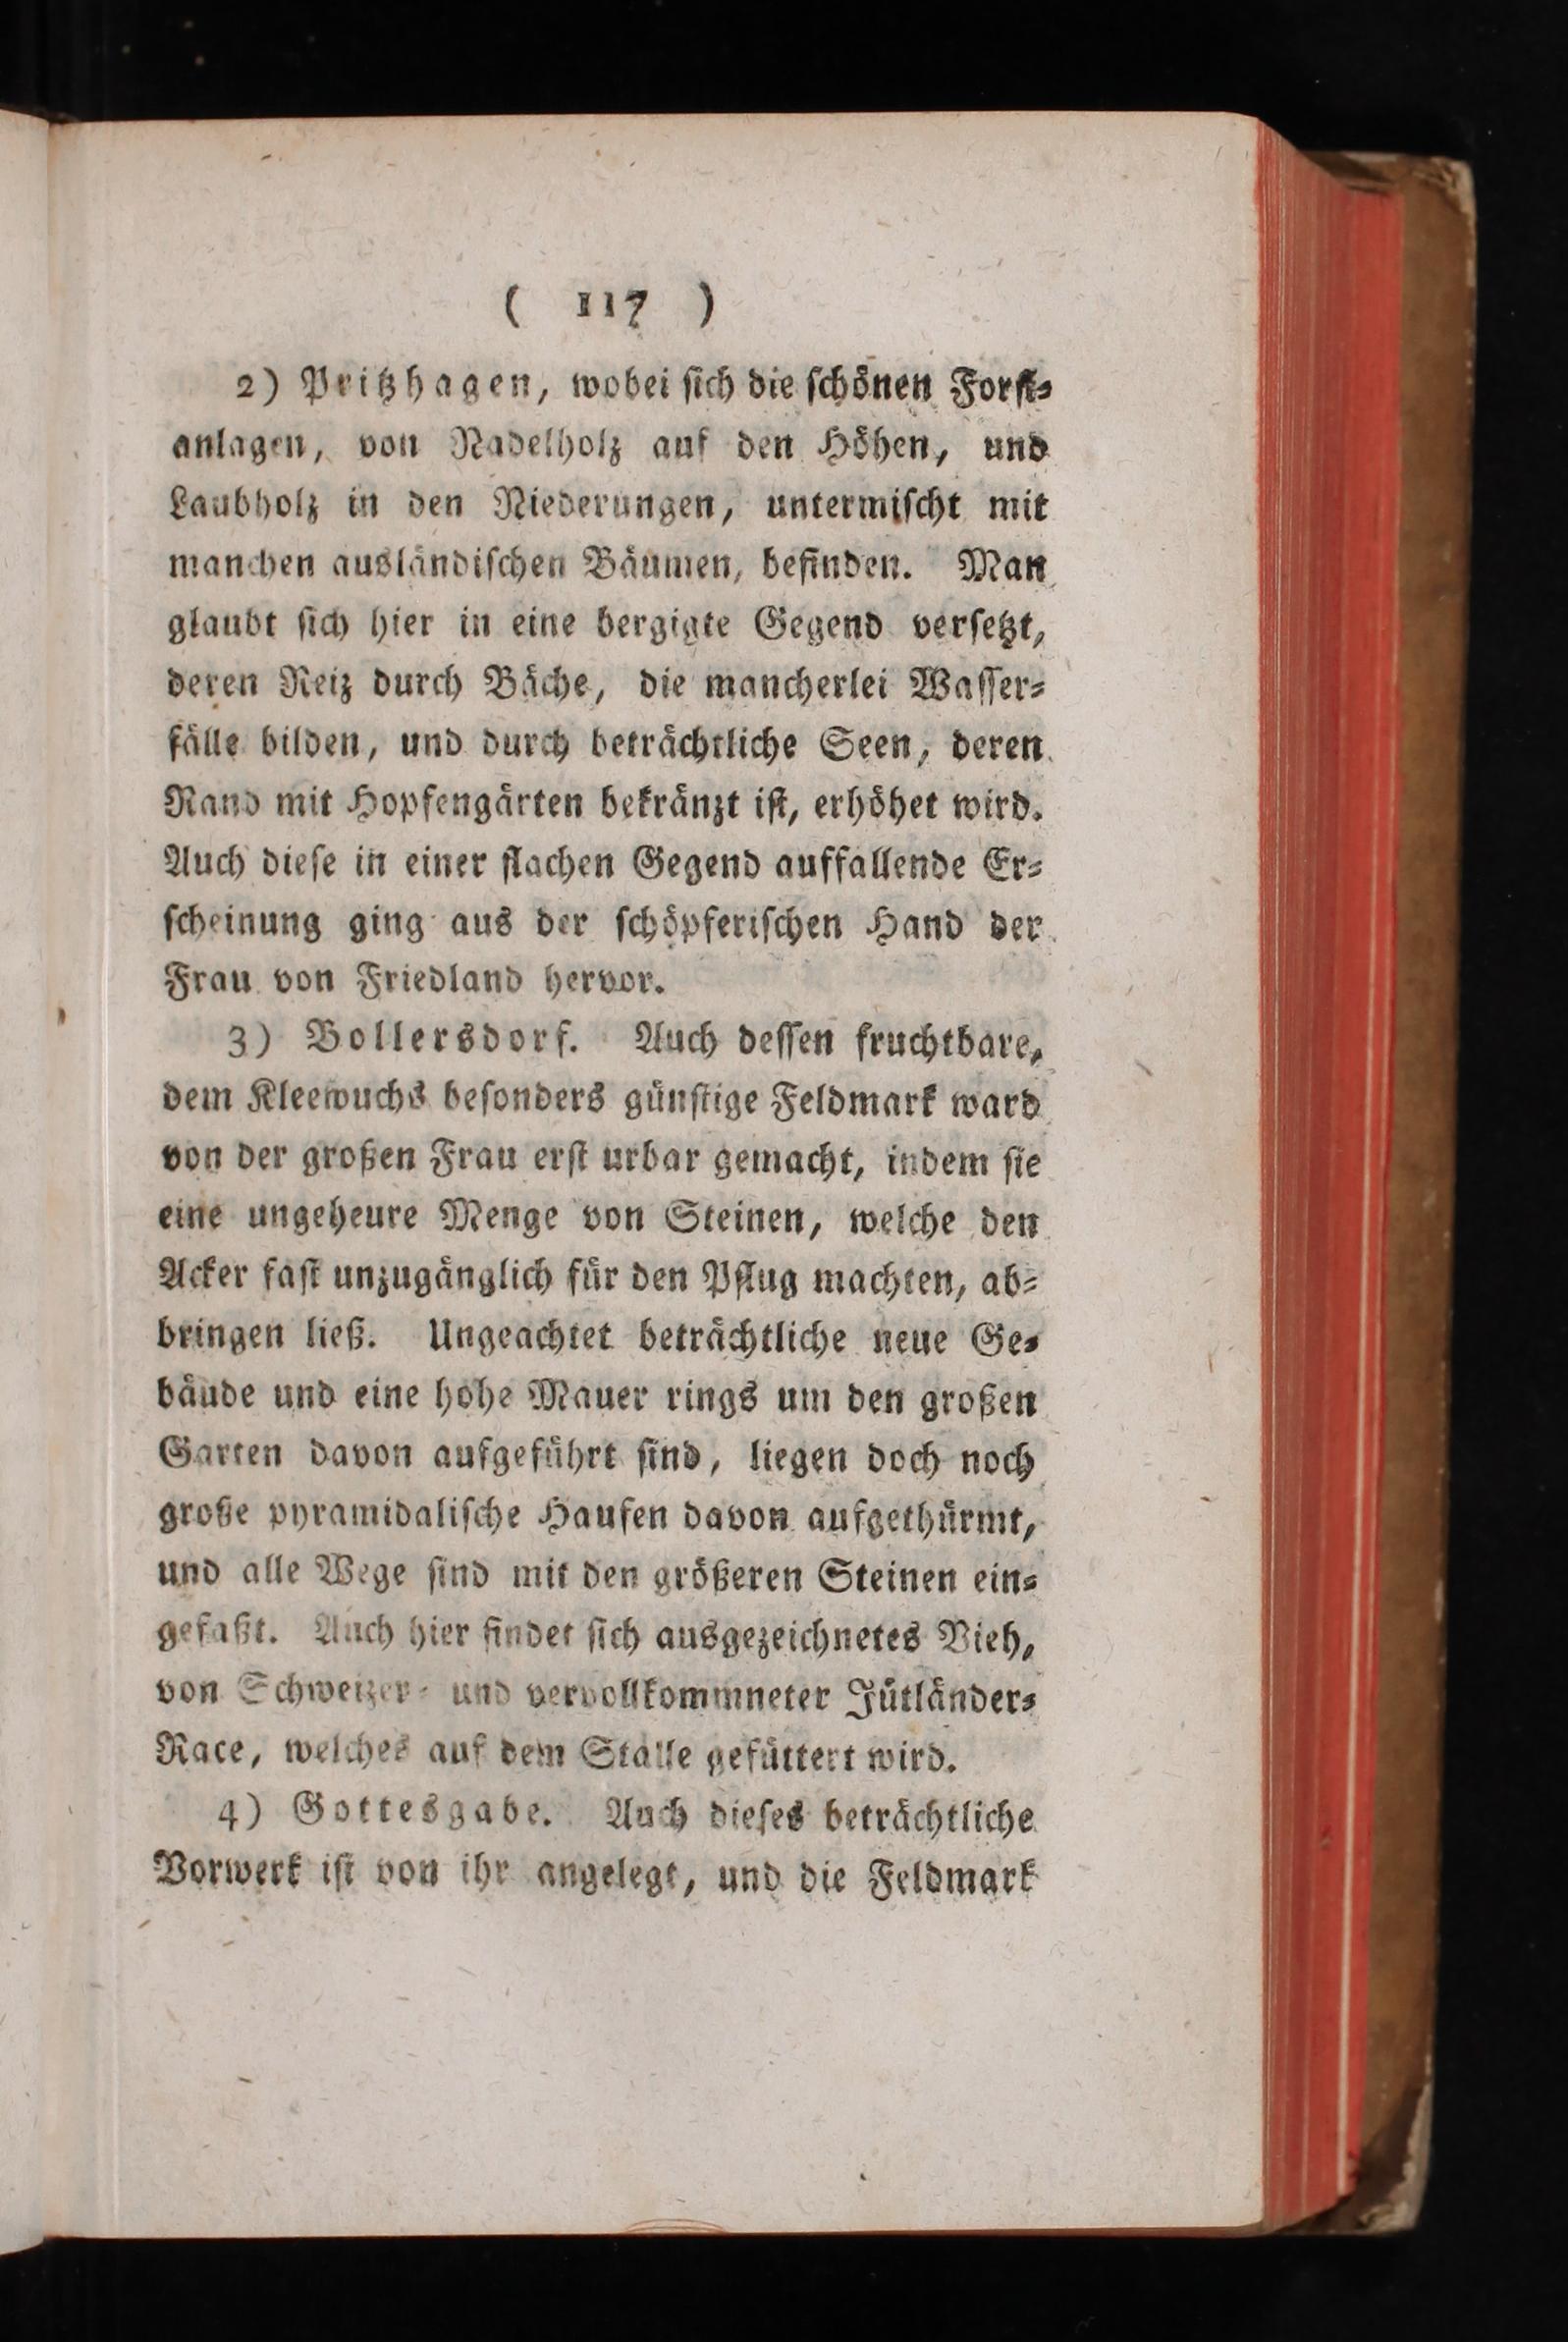 ( 117 )
2) Pritzhagen, wobei ſich die ſchönen Forſt⸗
anlagen, von Nadelholz auf den Höhen, und
Laubholz in den Niederungen, untermiſcht mit
manchen ausländiſchen Bäumen, befinden. Man
glaubt ſich hier in eine bergigte Gegend verſetzt,
deren Reiz durch Bäche, die mancherlei Waſſer⸗
fälle bilden, und durch beträchtliche Seen, deren
Rand mit Hopfengärten bekränzt iſt, erhöhet wird.
Auch dieſe in einer flachen Gegend auffallende Er⸗
ſcheinung ging aus der ſchöpferiſchen Hand der
Frau von Friedland hervor.
3) Bollersdorf. Auch deſſen fruchtbare,
dem Kleewuchs beſonders günſtige Feldmark ward
von der großen Frau erſt urbar gemacht, indem ſie
eine ungeheure Menge von Steinen, welche den
Acker faſt unzugänglich für den Pflug machten, ab⸗
bringen ließ. Ungeachtet beträchtliche neue Ge⸗
bäude und eine hohe Mauer rings um den großen
Garten davon aufgeführt ſind, liegen doch noch
große pyramidaliſche Haufen davon aufgethürmt,
und alle Wege ſind mit den größeren Steinen ein⸗
gefaßt. Auch hier findet ſich ausgezeichnetes Vieh,
von Schweizer⸗ und vervollkommneter Jütländer⸗
Race, welches auf dem Stalle gefüttert wird.
4) Gottesgabe. Auch dieſes beträchtliche
Vorwerk iſt von ihr angelegt, und die Feldmark